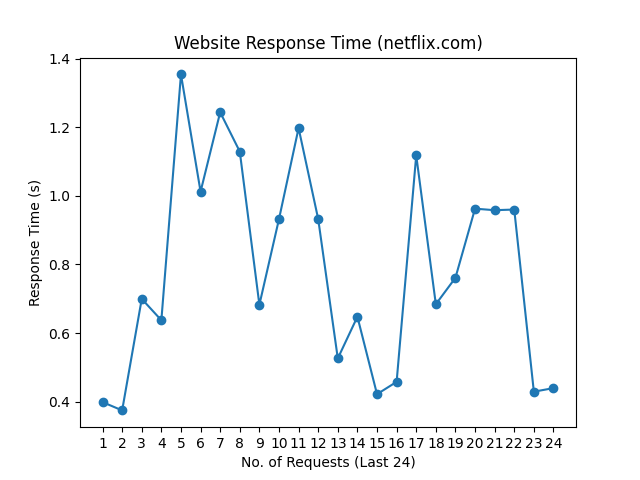 Website Response Time (netflix.com)
1.4
1.2
1.0
0.8
0.6
0.4
Response Time (s)
1 2 3 4 5 6 7 8 9 10 11 12 13 14 15 16 17 18 19 20 21 22 23 24
No. of Requests (Last 24)